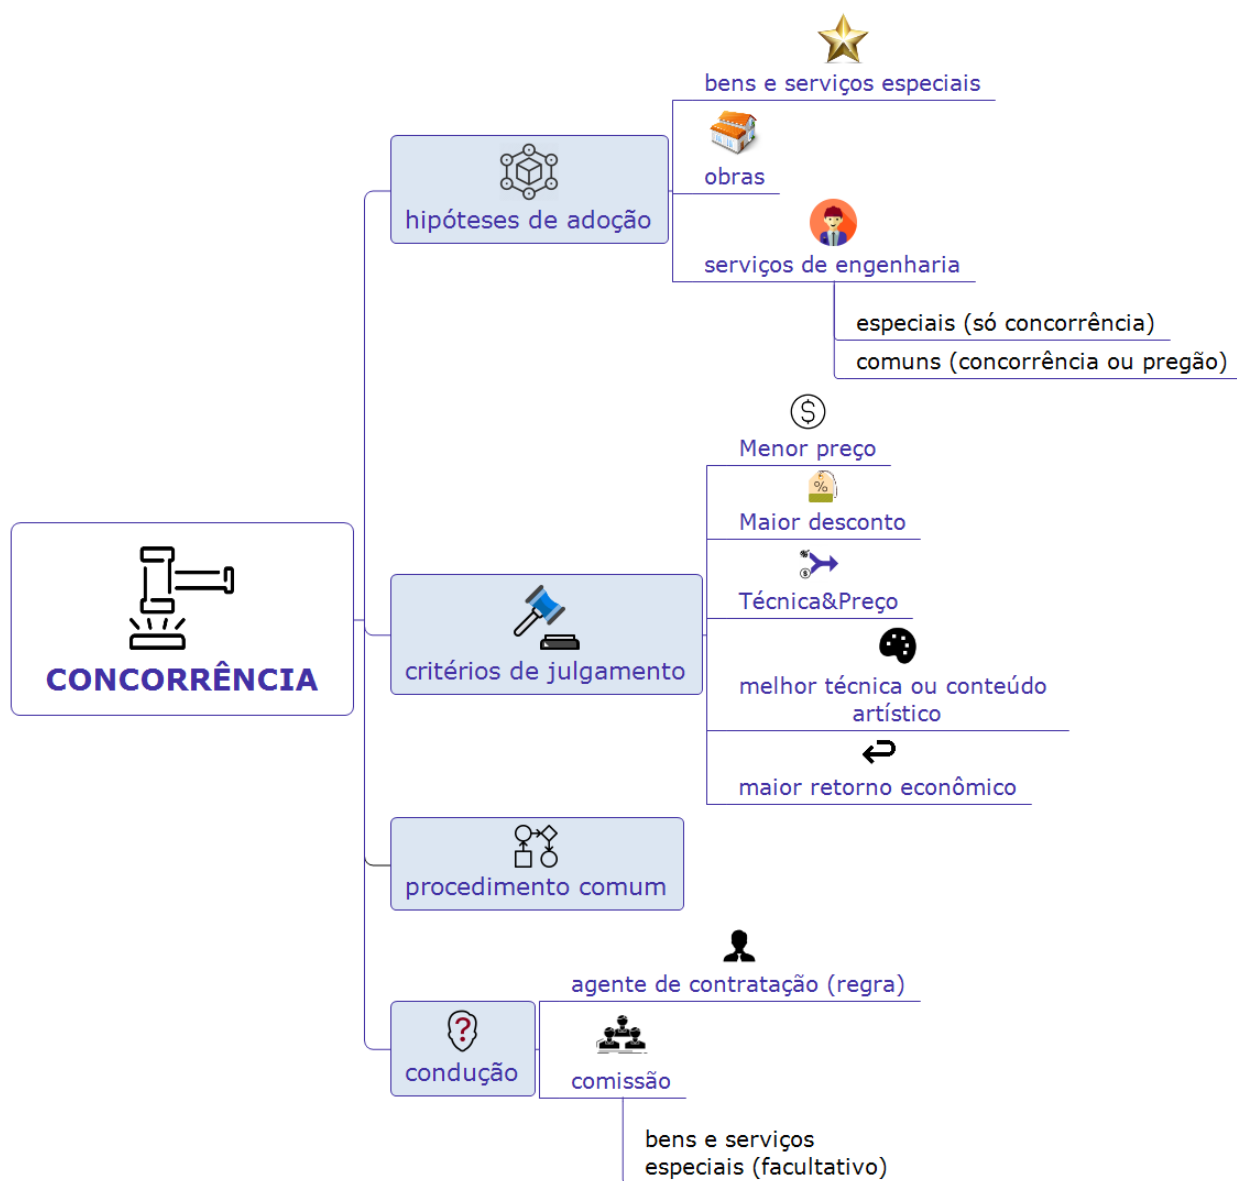 CONCORRÊNCIA
hipóteses de adoção
bens e serviços especiais
obras
serviços de engenharia
especiais (só concorrência)
comuns (concorrência ou pregão)
critérios de julgamento
$
Menor preço
%
Maior desconto
$
Técnica&Preço
melhor técnica ou conteúdo
artístico
maior retorno econômico
procedimento comum
?
condução
agente de contratação (regra)
comissão
bens e serviços
especiais (facultativo)